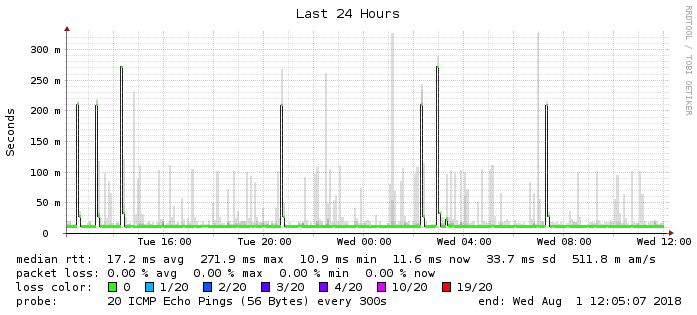 Last 24 Hours
RRDTOOL / TOBI OETIKER
Seconds
300 m
250 m
200 m
150 m
100 m
50 m
0
Tue 16:00 Tue 20:00 Wed 00:00 Wed 04:00 Wed 08:00 Wed 12:00
median rtt: 17.2 ms avg 271.9 ms max 10.9 ms min 11.6 ms now 33.7 ms sd 511.8 m am/s
packet loss: 0.00 % avg 0.00 % max 0.00 % min 0.00 % now
loss color: 0 1/20 2/20 3/20 4/20 10/20 19/20
probe: 20 ICMP Echo Pings (56 Bytes) every 300s end: Wed Aug 1 12:05:07 2018